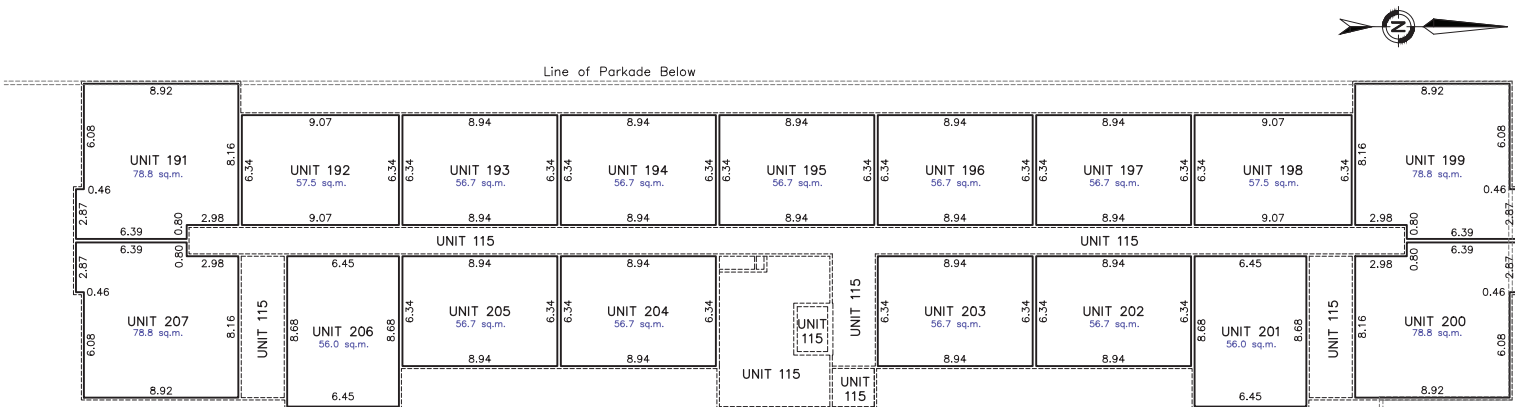 N
Line of Parkade Below
8.92
8.92
9.07
8.94
8.94
8.94
8.94
8.94
9.07
6.08
UNIT 191
78.8 sq.m.
8.16
6.34
UNIT 192
57.5 sq.m.
6.34
6.34
UNIT 193
56.7 sq.m.
6.34
6.34
UNIT 194
56.7 sq.m.
6.34
6.34
UNIT 195
56.7 sq.m.
6.34
6.34
UNIT 196
56.7 sq.m.
6.34
6.34
UNIT 197
56.7 sq.m.
6.34
6.34
UNIT 198
57.5 sq.m.
6.34
8.16
UNIT 199
78.8 sq.m.
6.08
0.46
0.46
2.87
2.87
6.39
0.80
2.98
9.07
8.94
8.94
8.94
8.94
8.94
9.07
2.98
0.80
6.39
UNIT 115
UNIT 115
6.39
0.80
2.98
6.45
8.94
8.94
8.94
8.94
6.45
2.98
0.80
6.39
2.87
2.87
0.46
0.46
6.08
UNIT 207
78.8 sq.m.
8.16
UNIT 115
8.68
UNIT 206
56.0 sq.m.
8.68
6.34
UNIT 205
56.7 sq.m.
6.34
6.34
UNIT 204
56.7 sq.m.
6.34
UNIT
115
UNIT 115
6.34
UNIT 203
56.7 sq.m.
6.34
6.34
UNIT 202
56.7 sq.m.
6.34
8.68
UNIT 201
56.0 sq.m.
8.68
UNIT 115
8.16
UNIT 200
78.8 sq.m.
6.08
8.94
8.94
8.94
8.94
UNIT 115
UNIT
115
8.92
6.45
6.45
8.92